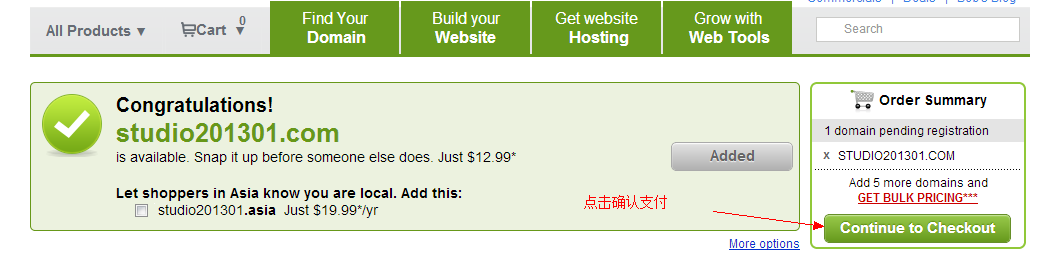 Commercials | Deals | Bob's Blog
All Products ▼
Cart ▼
0
Find Your
Domain
Build your
Website
Get website
Hosting
Grow with
Web Tools
Search
Congratulations!
studio201301.com
is available. Snap it up before someone else does. Just $12.99*
Added
Let shoppers in Asia know you are local. Add this:
studio201301.asia Just $19.99*/yr
点击确认支付
More options
Order Summary
1 domain pending registration
x STUDIO201301.COM
Add 5 more domains and
GET BULK PRICING***
Continue to Checkout